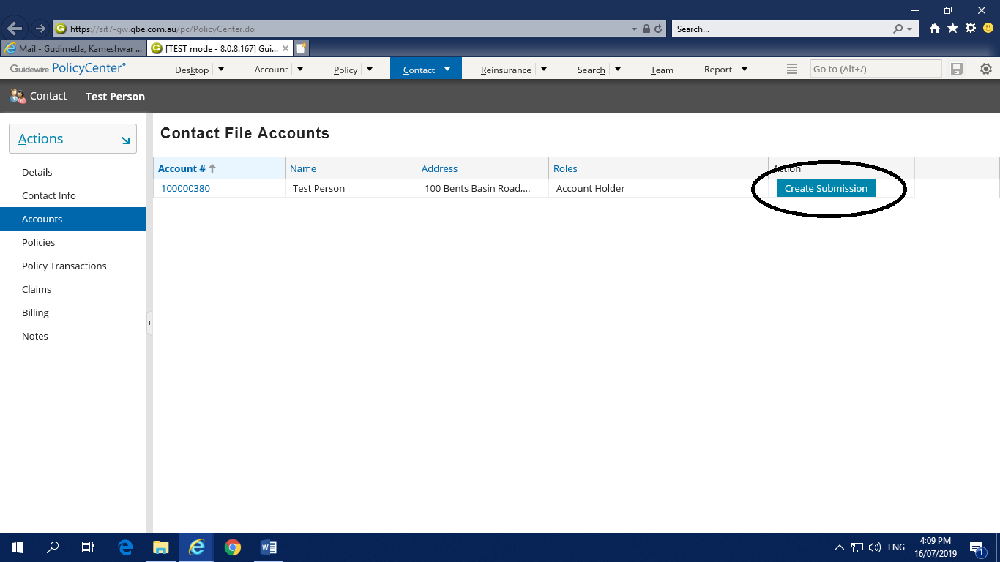 https://sit7-gw.qbe.com.au/pc/PolicyCenter.do
Search...
Mail - Gudimetla, Kameshwar ...
[TEST mode - 8.0.8.167] Gui...
Guidewire PolicyCenter
Desktop
Account
Policy
Contact
Reinsurance
Search
Team
Report
Go to (Alt+/)
Contact
Test Person
Actions
Details
Contact Info
Accounts
Policies
Policy Transactions
Claims
Billing
Notes
Contact File Accounts
Account # Name Address Roles Action
100000380 Test Person 100 Bents Basin Road,... Account Holder Create Submission
ENG
4:09 PM
16/07/2019
1